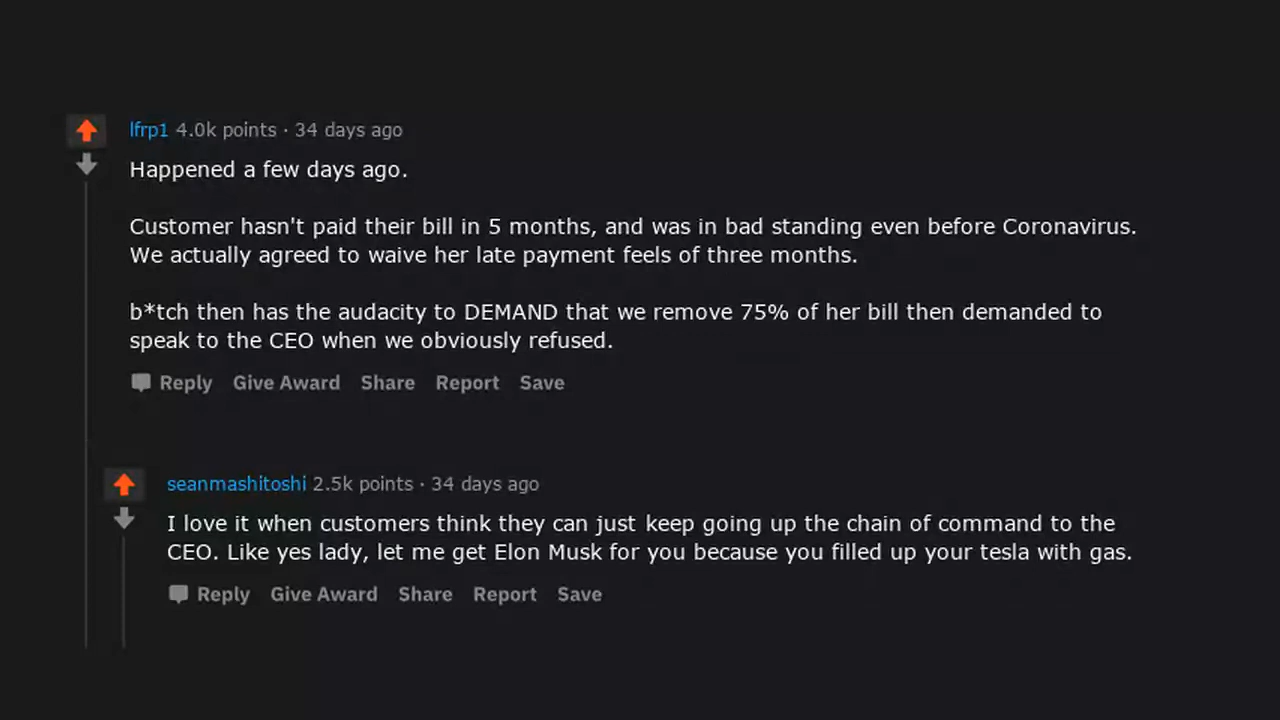 lfrp1 4.0k points · 34 days ago
Happened a few days ago.
Customer hasn't paid their bill in 5 months, and was in bad standing even before Coronavirus.
We actually agreed to waive her late payment feels of three months.
b*tch then has the audacity to DEMAND that we remove 75% of her bill then demanded to
speak to the CEO when we obviously refused.
Reply Give Award Share Report Save
seanmashitoshi 2.5k points · 34 days ago
I love it when customers think they can just keep going up the chain of command to the
CEO. Like yes lady, let me get Elon Musk for you because you filled up your tesla with gas.
Reply Give Award Share Report Save